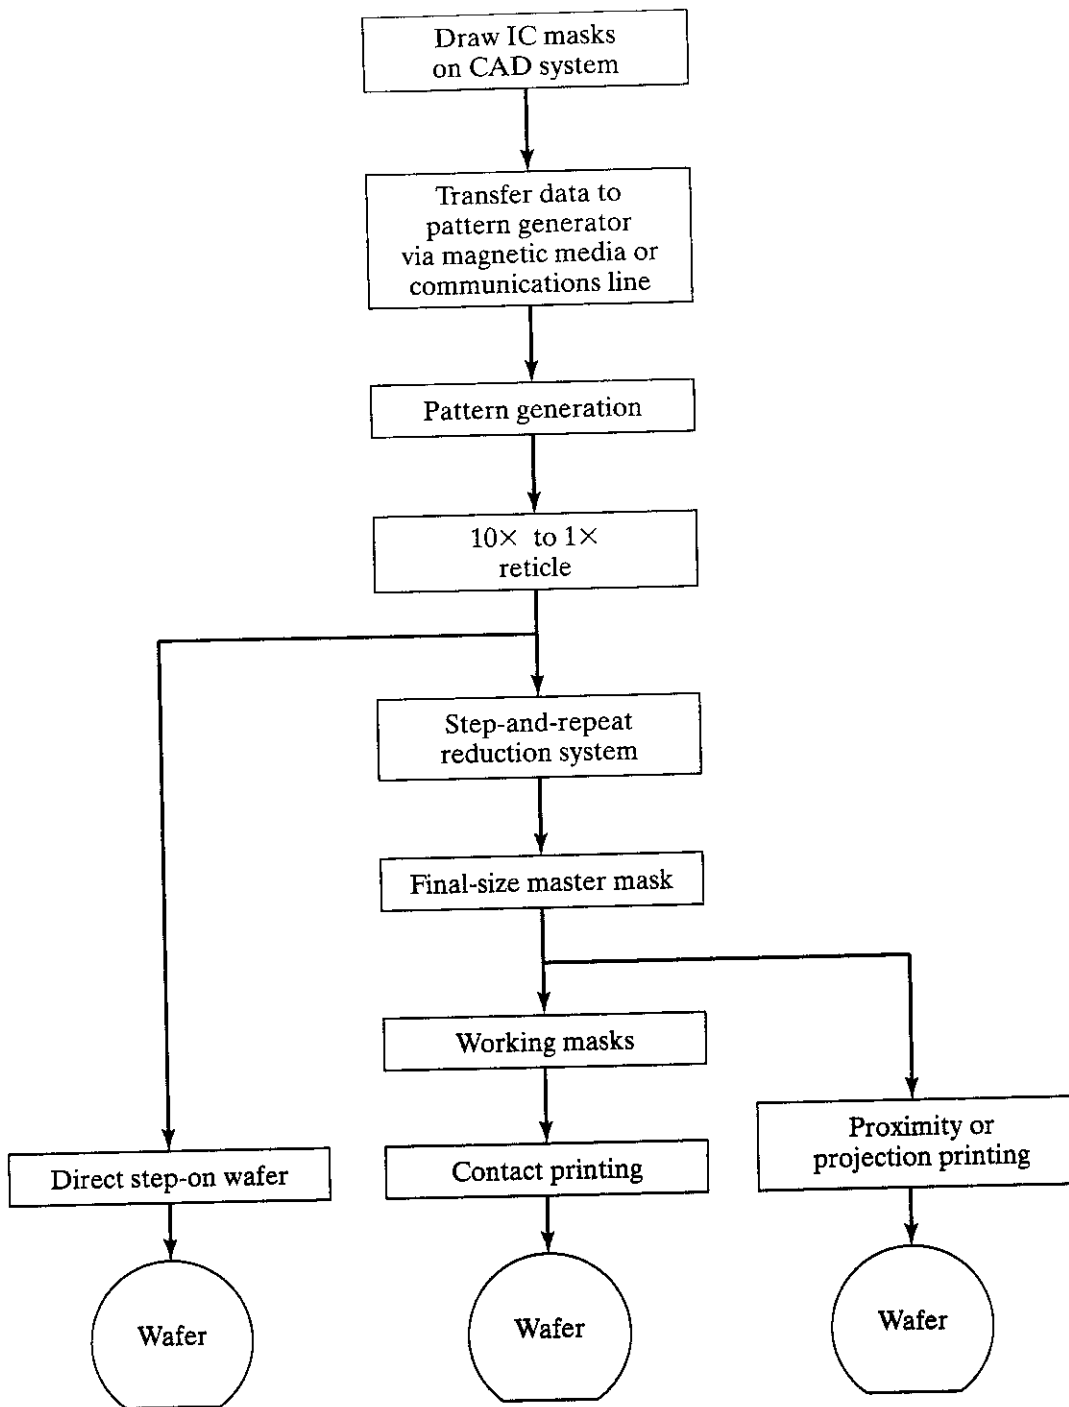 Draw IC masks
on CAD system
Transfer data to
pattern generator
via magnetic media or
communications line
Pattern generation
10× to 1×
reticle
Step-and-repeat
reduction system
Final-size master mask
Working masks
Proximity or
projection printing
Direct step-on wafer
Contact printing
Wafer
Wafer
Wafer